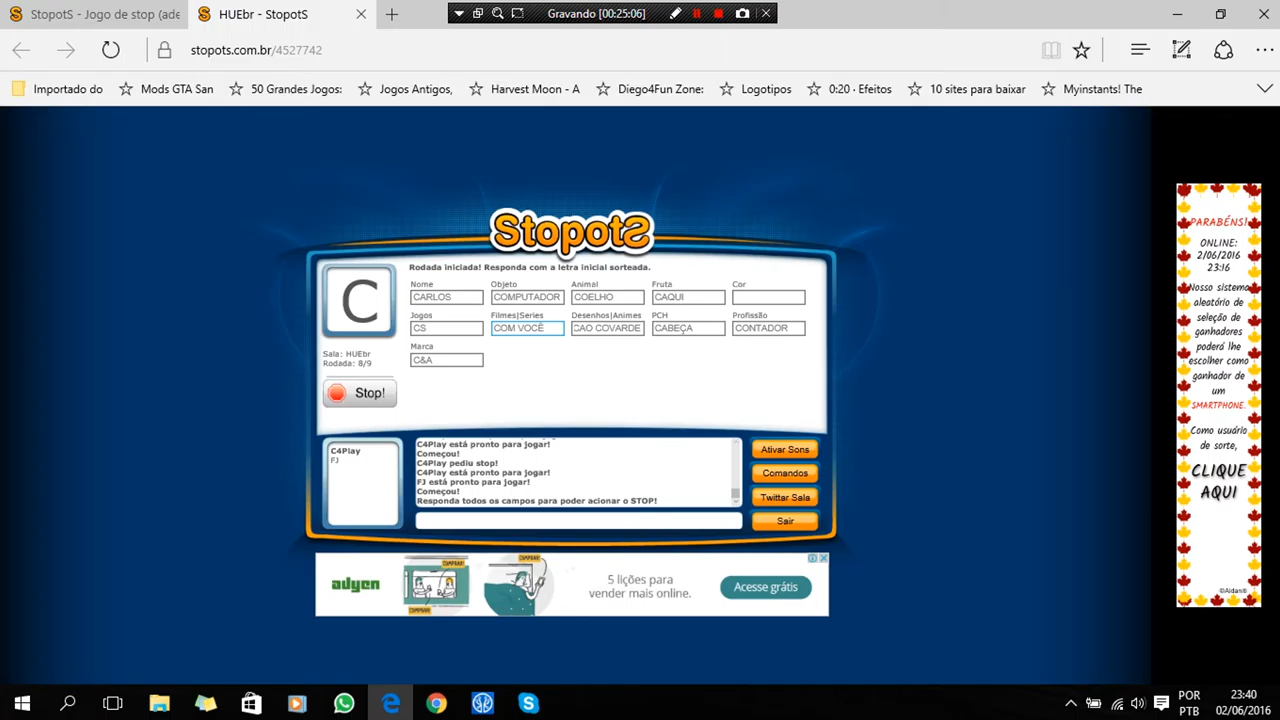 StopotS - Jogo de stop (ade
HUEbr - StopotS
Gravando [00:25:06]
stopots.com.br/4527742
Importado do
Mods GTA San
50 Grandes Jogos:
Jogos Antigos,
Harvest Moon - A
Diego4Fun Zone:
Logotipos
0:20 · Efeitos
10 sites para baixar
Myinstants! The
StopotS
C
Rodada iniciada! Responda com a letra inicial sorteada.
Nome Objeto Animal Fruta Cor
CARLOS COMPUTADOR COELHO CAQUI
Jogos Filmes|Series Desenhos|Animes PCH Profissão
CS COM VOCÊ CAO COVARDE CABEÇA CONTADOR
Marca
C&A
Sala: HUEbr
Rodada: 8/9
Stop!
C4Play
FJ
C4Play está pronto para jogar!
Começou!
C4Play pediu stop!
C4Play está pronto para jogar!
FJ está pronto para jogar!
Começou!
Responda todos os campos para poder acionar o STOP!
Ativar Sons
Comandos
Twittar Sala
Sair
adyen
COMPRAR!
COMPRAR!
COMPRAR!
5 lições para
vender mais online.
Acesse grátis
PARABÉNS!
ONLINE:
2/06/2016
23:16
Nosso sistema
aleatório de
seleção de
ganhadores
poderá lhe
escolher como
ganhador de
um
SMARTPHONE.
Como usuário
de sorte,
CLIQUE
AQUI
©Aldaniti
POR
PTB
23:40
02/06/2016